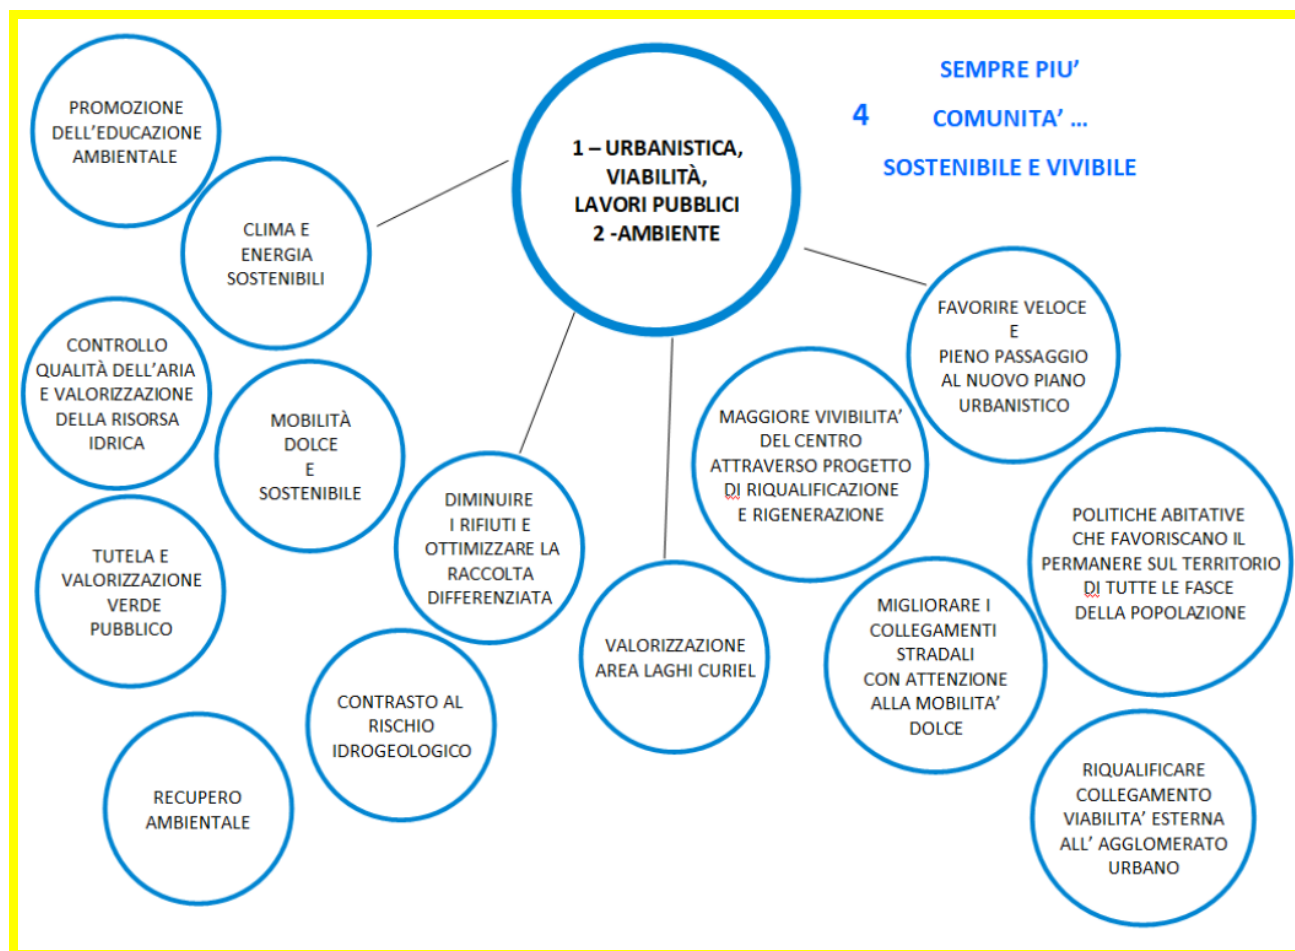 SEMPRE PIU’
4 COMUNITA’ ...
SOSTENIBILE E VIVIBILE
1 – URBANISTICA,
VIABILITÀ,
LAVORI PUBBLICI
2 -AMBIENTE
PROMOZIONE
DELL’EDUCAZIONE
AMBIENTALE
CLIMA E
ENERGIA
SOSTENIBILI
CONTROLLO
QUALITÀ DELL’ARIA
E VALORIZZAZIONE
DELLA RISORSA
IDRICA
MOBILITÀ
DOLCE
E
SOSTENIBILE
TUTELA E
VALORIZZAZIONE
VERDE
PUBBLICO
DIMINUIRE
I RIFIUTI E
OTTIMIZZARE LA
RACCOLTA
DIFFERENZIATA
CONTRASTO AL
RISCHIO
IDROGEOLOGICO
RECUPERO
AMBIENTALE
VALORIZZAZIONE
AREA LAGHI CURIEL
MAGGIORE VIVIBILITA’
DEL CENTRO
ATTRAVERSO PROGETTO
DI RIQUALIFICAZIONE
E RIGENERAZIONE
FAVORIRE VELOCE
E
PIENO PASSAGGIO
AL NUOVO PIANO
URBANISTICO
POLITICHE ABITATIVE
CHE FAVORISCANO IL
PERMANERE SUL TERRITORIO
DI TUTTE LE FASCE
DELLA POPOLAZIONE
MIGLIORARE I
COLLEGAMENTI
STRADALI
CON ATTENZIONE
ALLA MOBILITA’
DOLCE
RIQUALIFICARE
COLLEGAMENTO
VIABILITA’ ESTERNA
ALL’ AGGLOMERATO
URBANO